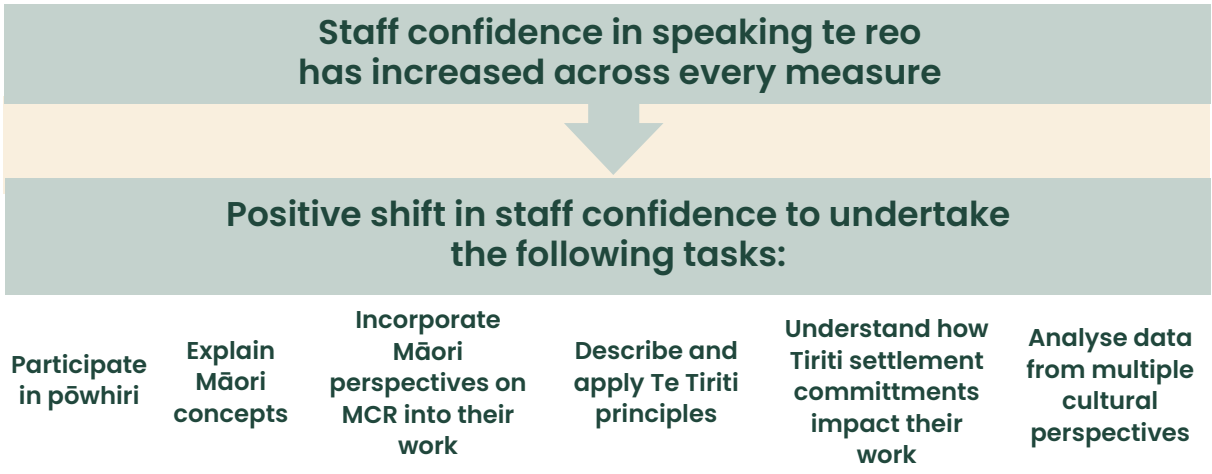 Staff confidence in speaking te reo
has increased across every measure
Positive shift in staff confidence to undertake
the following tasks:
Participate
in pōwhiri
Explain
Māori
concepts
Incorporate
Māori
perspectives on
MCR into their
work
Describe and
apply Te Tiriti
principles
Understand how
Tiriti settlement
committments
impact their
work
Analyse data
from multiple
cultural
perspectives